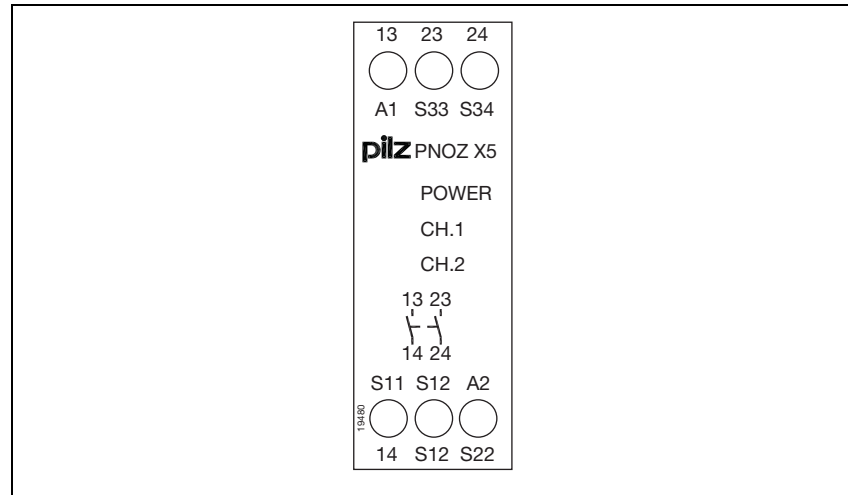 13 23 24
A1 S33 S34
pilz PNOZ X5
POWER
CH.1
CH.2
13 23
14 24
S11 S12 A2
19480
14 S12 S22